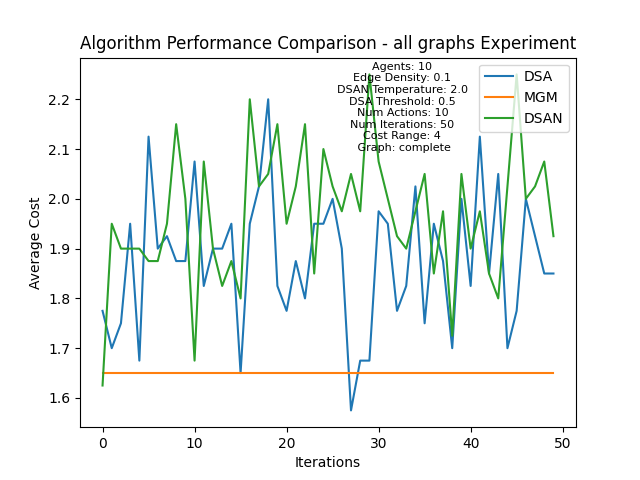 Algorithm Performance Comparison - all graphs Experiment
Agents: 10
Edge Density: 0.1
DSAN Temperature: 2.0
DSA Threshold: 0.5
Num Actions: 10
Num Iterations: 50
Cost Range: 4
Graph: complete
DSA
MGM
DSAN
Average Cost
2.2
2.1
2.0
1.9
1.8
1.7
1.6
0
10
20
30
40
50
Iterations